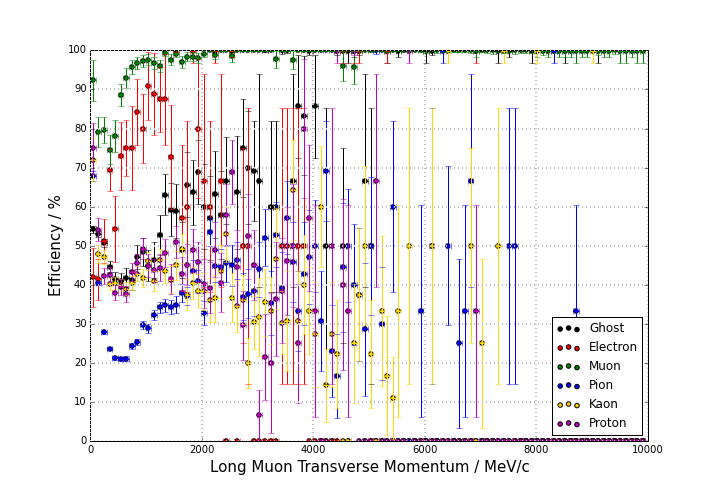 100
90
80
70
60
50
40
30
20
10
0
Efficiency / %
Ghost
Electron
Muon
Pion
Kaon
Proton
0 2000 4000 6000 8000 10000
Long Muon Transverse Momentum / MeV/c